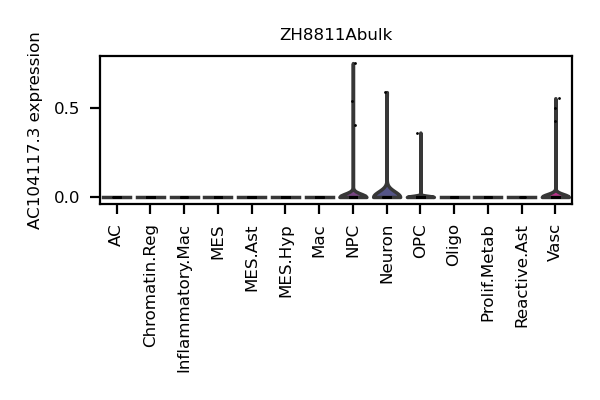 ZH8811Abulk
AC104117.3 expression
0.5
0.0
AC
Chromatin.Reg
Inflammatory.Mac
MES
MES.Ast
MES.Hyp
Mac
NPC
Neuron
OPC
Oligo
Prolif.Metab
Reactive.Ast
Vasc